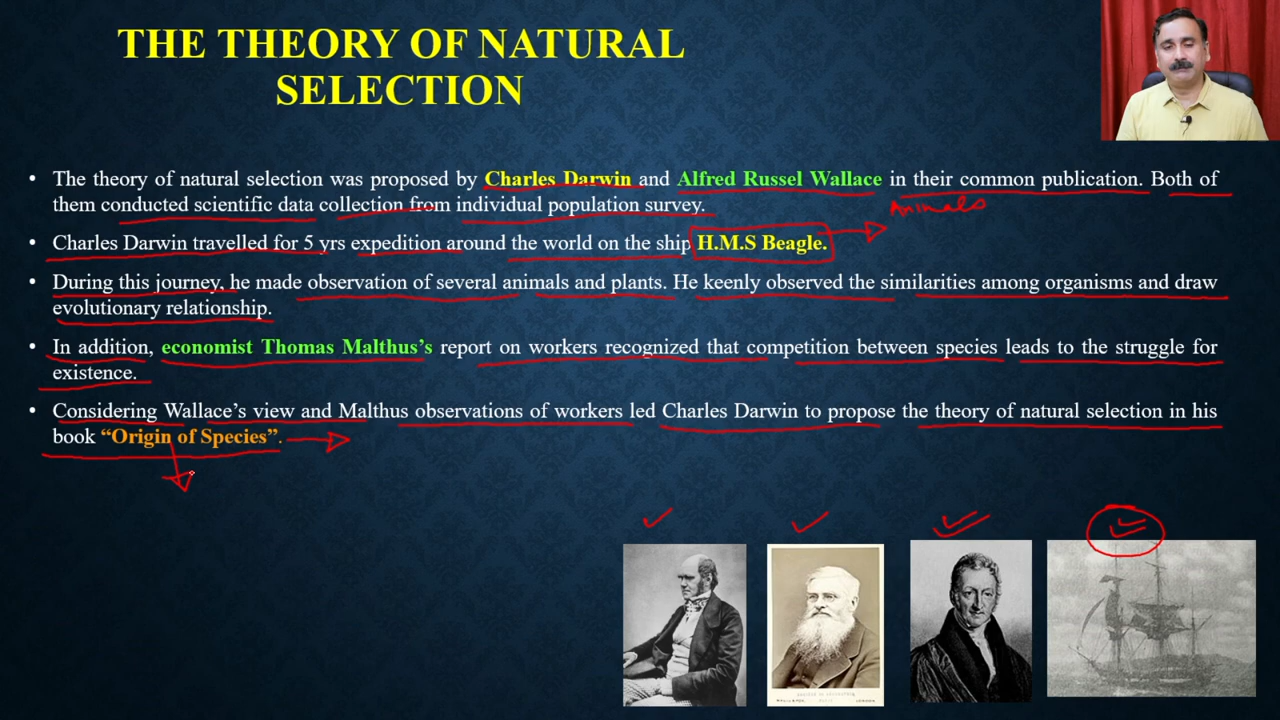 THE THEORY OF NATURAL
SELECTION
• The theory of natural selection was proposed by Charles Darwin and Alfred Russel Wallace in their common publication. Both of
them conducted scientific data collection from individual population survey.
Animals
• Charles Darwin travelled for 5 yrs expedition around the world on the ship H.M.S Beagle.
• During this journey, he made observation of several animals and plants. He keenly observed the similarities among organisms and draw
evolutionary relationship.
• In addition, economist Thomas Malthus’s report on workers recognized that competition between species leads to the struggle for
existence.
• Considering Wallace’s view and Malthus observations of workers led Charles Darwin to propose the theory of natural selection in his
book “Origin of Species”.